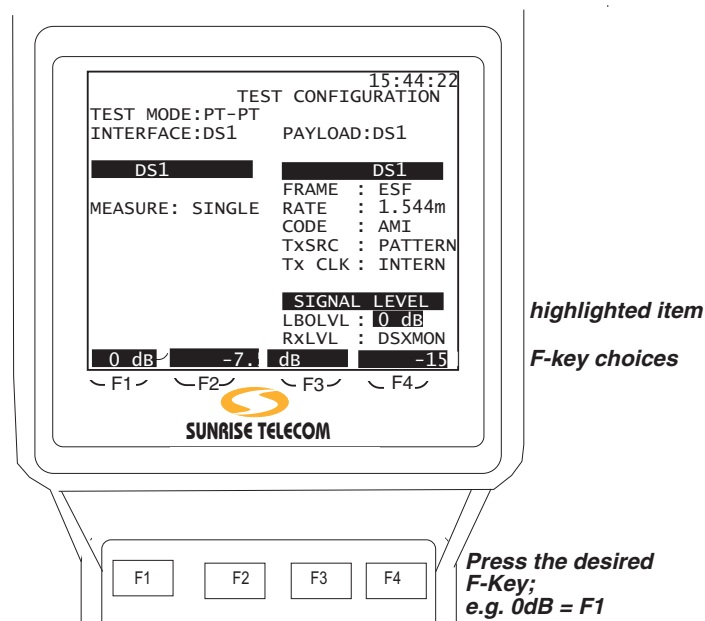 15:44:22
TEST CONFIGURATION
TEST MODE:PT-PT
INTERFACE:DS1 PAYLOAD:DS1
DS1 DS1
FRAME : ESF
MEASURE: SINGLE RATE : 1.544m
CODE : AMI
TxSRC : PATTERN
Tx CLK : INTERN
SIGNAL LEVEL
highlighted item
LBOLVL : 0 dB
RxLVL : DSXMON
0 dB -7. dB -15
F-key choices
F1 F2 F3 F4
SUNRISE TELECOM
F1 F2 F3 F4
Press the desired
F-Key;
e.g. 0dB = F1